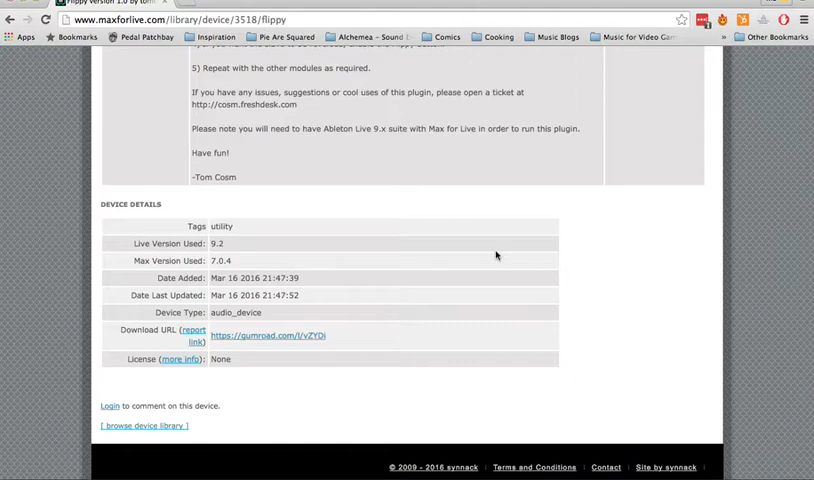 Flippy version 1.0 by tom
www.maxforlive.com/library/device/3518/flippy
Apps
Bookmarks
Pedal Patchbay
Inspiration
Pie Are Squared
Alchemea - Sound E
Comics
Cooking
Music Blogs
Music for Video Gam
»
Other Bookmarks
5) Repeat with the other modules as required.
If you have any issues, suggestions or cool uses of this plugin, please open a ticket at
http://cosm.freshdesk.com
Please note you will need to have Ableton Live 9.x suite with Max for Live in order to run this plugin.
Have fun!
-Tom Cosm
DEVICE DETAILS
Tags utility
Live Version Used: 9.2
Max Version Used: 7.0.4
Date Added: Mar 16 2016 21:47:39
Date Last Updated: Mar 16 2016 21:47:52
Device Type: audio_device
Download URL (report
link): https://gumroad.com/l/vZYDi
License (more info): None
Login to comment on this device.
[ browse device library ]
© 2009 - 2016 synnack | Terms and Conditions | Contact | Site by synnack |